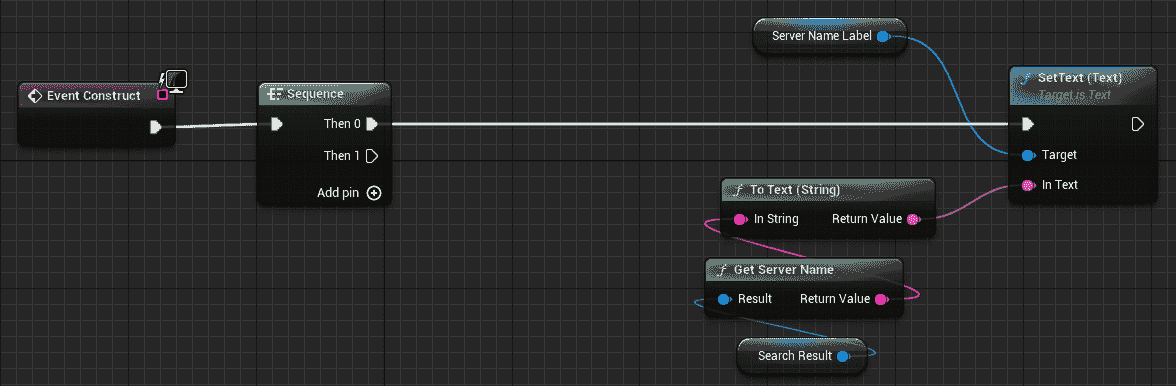 Server Name Label
Event Construct
Sequence
Then 0
Then 1
Add pin
SetText (Text)
Target is Text
Target
In Text
To Text (String)
In String Return Value
Get Server Name
Result Return Value
Search Result